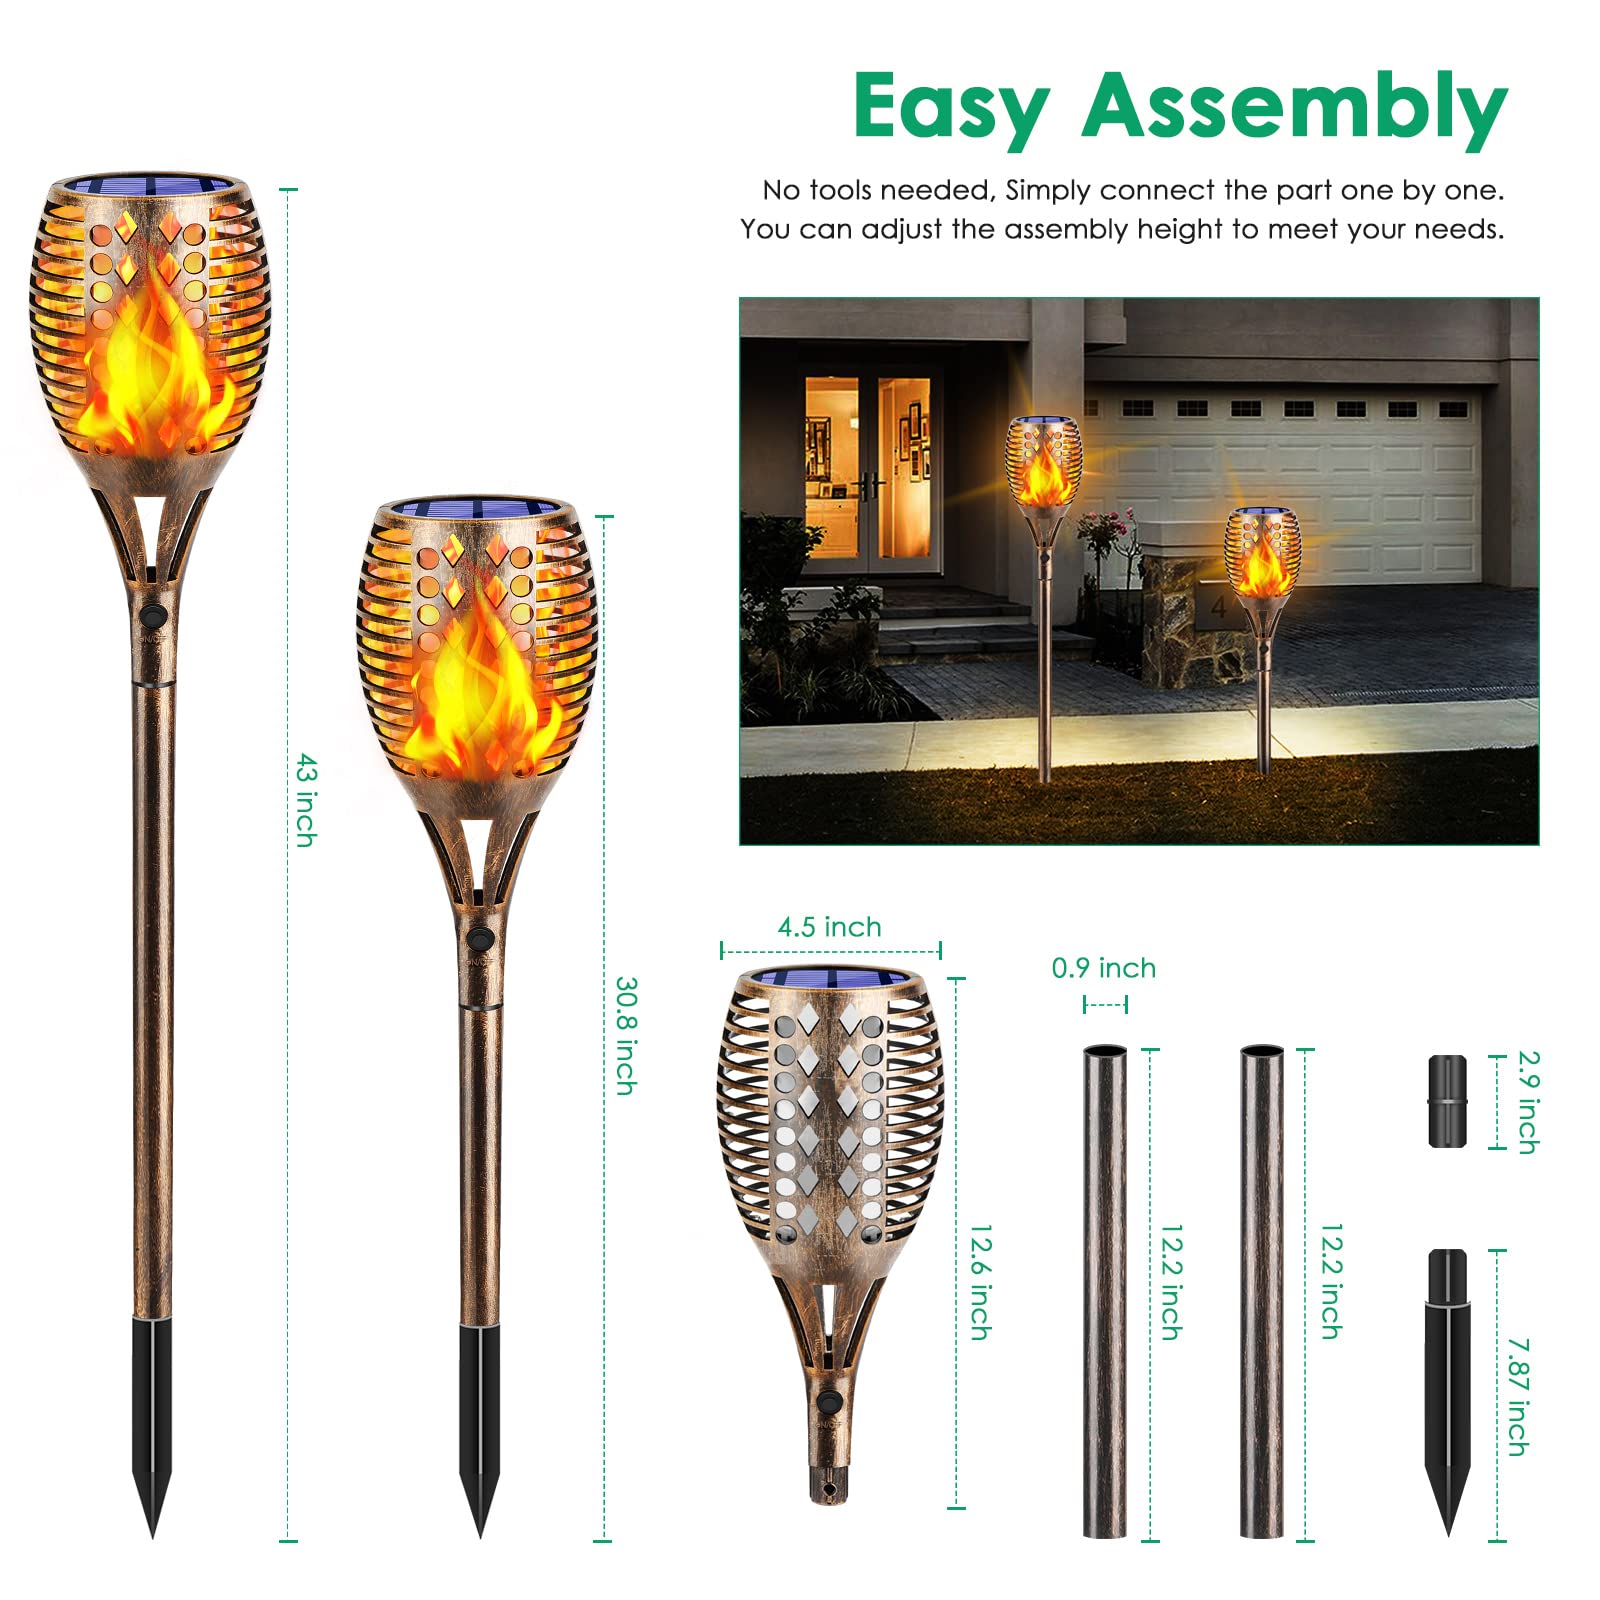 Easy Assembly
No tools needed, Simply connect the part one by one.
You can adjust the assembly height to meet your needs.
43 inch
30.8 inch
4
4.5 inch
12.6 inch
0.9 inch
12.2 inch
12.2 inch
2.9 inch
7.87 inch